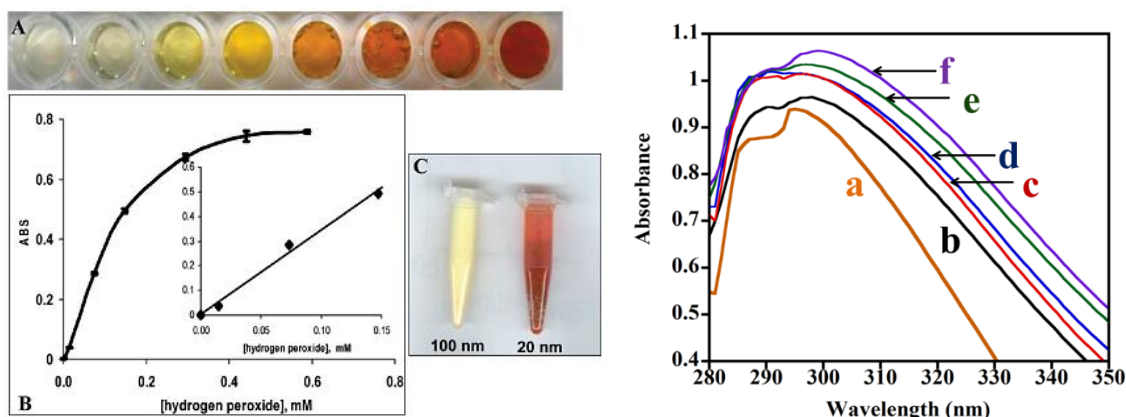 A
B
ABS
0.8
0.6
0.4
0.2
0
0.0
0.2
0.4
0.6
0.8
[hydrogen peroxide], mM
0.6
0.5
0.4
0.3
0.2
0.1
0.0
0.00
0.05
0.10
0.15
[hydrogen peroxide], mM
C
100 nm
20 nm
Absorbance
1.1
1
0.9
0.8
0.7
0.6
0.5
0.4
280
290
300
310
320
330
340
350
Wavelength (nm)
f
e
d
c
a
b